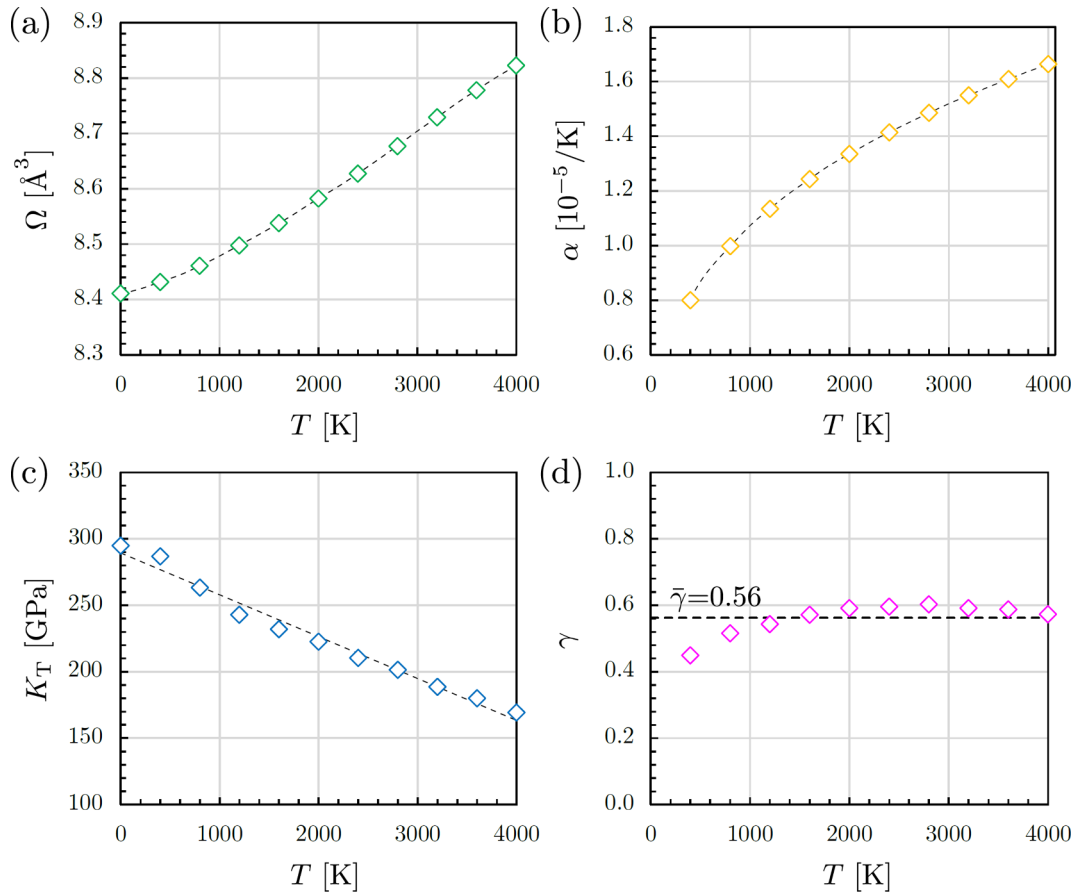 (a)
8.9
8.8
8.7
8.6
8.5
8.4
8.3
Ω [Å³]
0 1000 2000 3000 4000
T [K]
(b)
1.8
1.6
1.4
1.2
1.0
0.8
0.6
α [10⁻⁵/K]
0 1000 2000 3000 4000
T [K]
(c)
350
300
250
200
150
100
K_T [GPa]
0 1000 2000 3000 4000
T [K]
(d)
1.0
0.8
0.6
0.4
0.2
0.0
γ
γ̄=0.56
0 1000 2000 3000 4000
T [K]